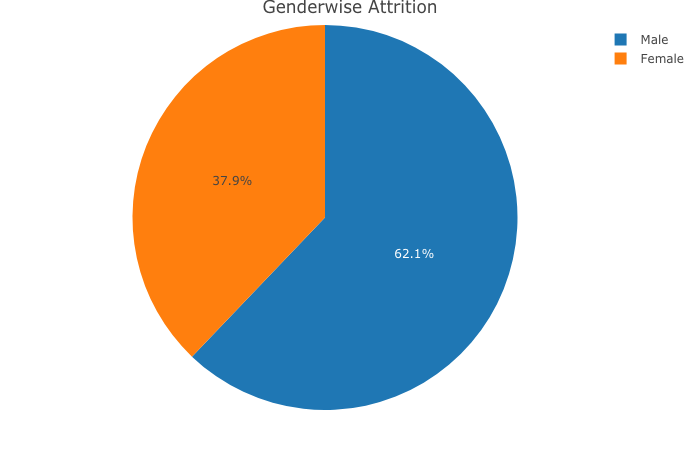 Genderwise Attrition
Male
Female
37.9%
62.1%